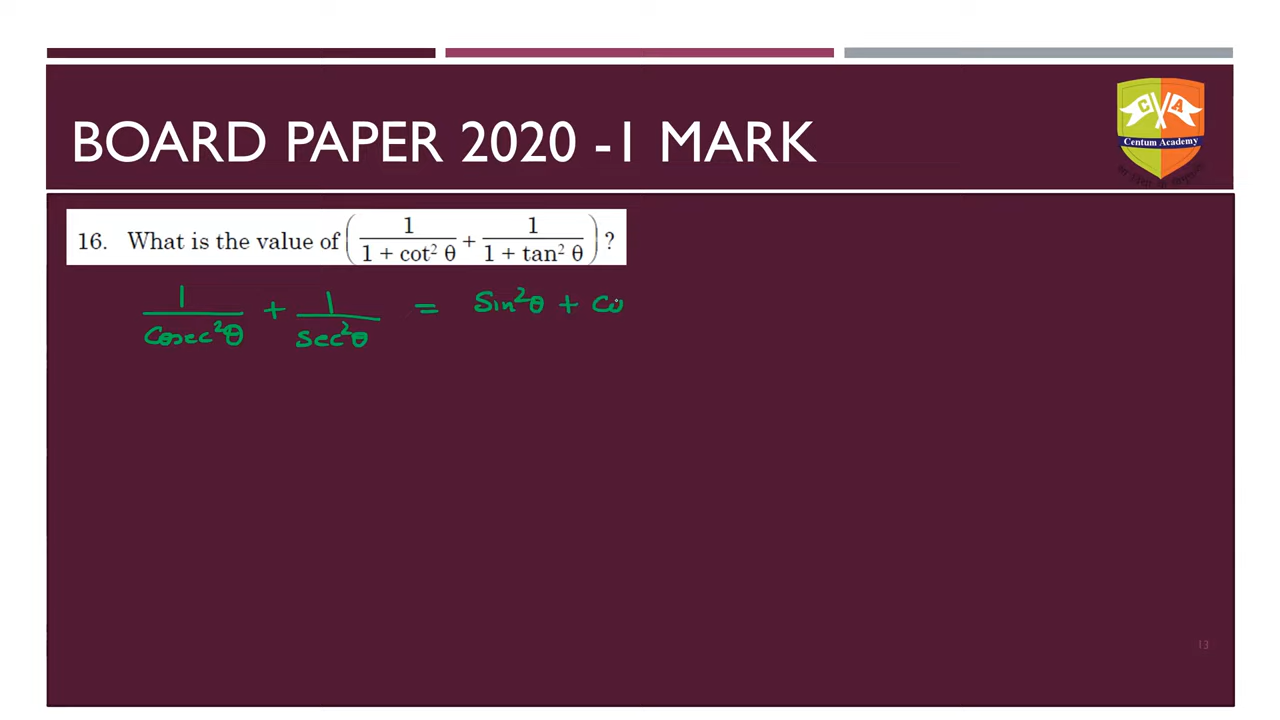 BOARD PAPER 2020 -1 MARK
C A
Centum Academy
16. What is the value of (1/(1 + cot² θ) + 1/(1 + tan² θ)) ?
1/Cosec²θ + 1/Sec²θ = Sin²θ + Co
13